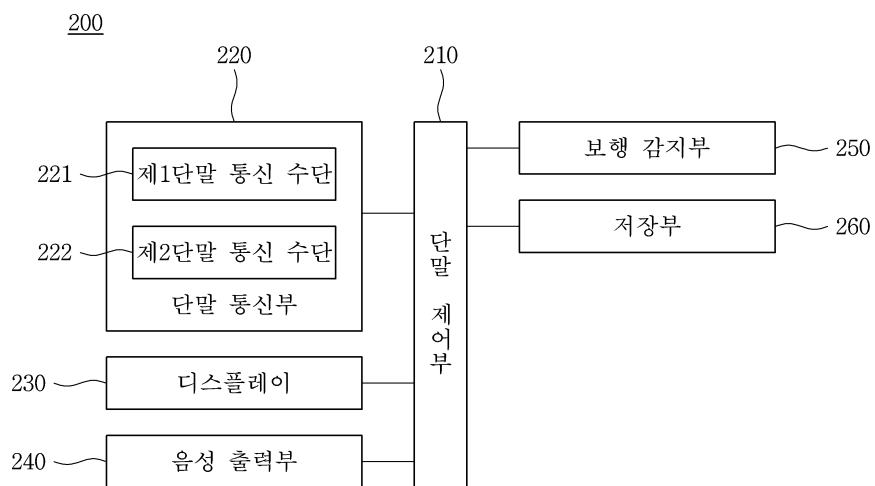 200
220
210
제1단말 통신 수단
221
제2단말 통신 수단
222
단말 통신부
단말 제어부
보행 감지부
250
저장부
260
230
디스플레이
240
음성 출력부